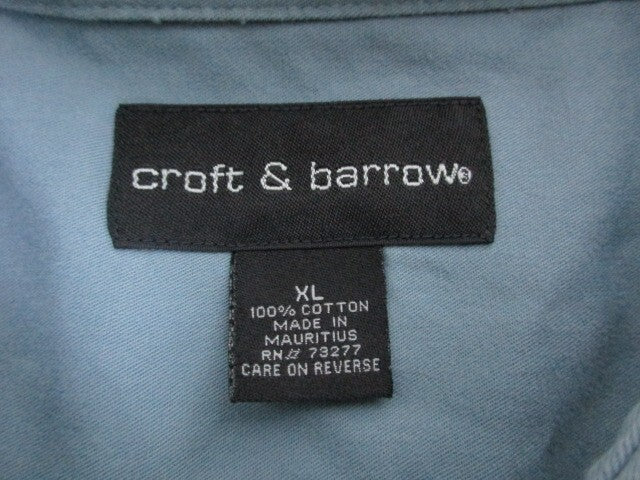 croft & barrow®
XL
100% COTTON
MADE IN
MAURITIUS
RN# 73277
CARE ON REVERSE